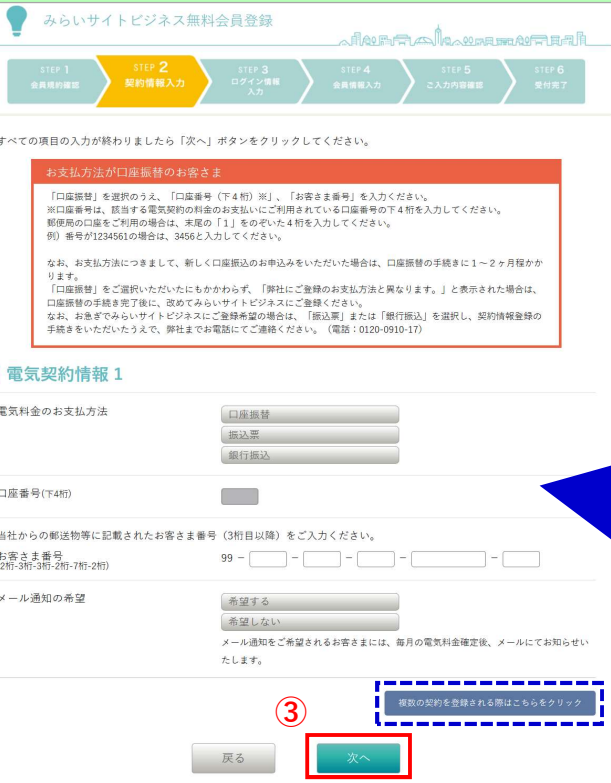 みらいサイトビジネス無料会員登録
STEP 1
会員規約確認
STEP 2
契約情報入力
STEP 3
ログイン情報
入力
STEP 4
会員情報入力
STEP 5
ご入力内容確認
STEP 6
受付完了
すべての項目の入力が終わりましたら「次へ」ボタンをクリックしてください。
お支払方法が口座振替のお客さま
「口座振替」を選択のうえ、「口座番号（下４桁）※」、「お客さま番号」を入力ください。
※口座番号は、該当する電気契約の料金のお支払いにご利用されている口座番号の下４桁を入力してください。
郵便局の口座をご利用の場合は、末尾の「１」をのぞいた４桁を入力してください。
例）番号が1234561の場合は、3456と入力してください。
なお、お支払方法につきまして、新しく口座振込のお申込みをいただいた場合は、口座振替の手続きに１～２ヶ月程かか
ります。
「口座振替」をご選択いただいたにもかかわらず、「弊社にご登録のお支払方法と異なります。」と表示された場合は、
口座振替の手続き完了後に、改めてみらいサイトビジネスにご登録ください。
なお、お急ぎでみらいサイトビジネスにご登録希望の場合は、「振込票」または「銀行振込」を選択し、契約情報登録の
手続きをいただいたうえで、弊社までお電話にてご連絡ください。（電話：0120-0910-17）
電気契約情報 1
電気料金のお支払方法
口座振替
振込票
銀行振込
口座番号(下4桁)
当社からの郵送物等に記載されたお客さま番号（3桁目以降）をご入力ください。
お客さま番号
99 − − − − −
(2桁-3桁-3桁-2桁-7桁-2桁)
メール通知の希望
希望する
希望しない
メール通知をご希望されるお客さまには、毎月の電気料金確定後、メールにてお知らせい
たします。
複数の契約を登録される際はこちらをクリック
③
戻る
次へ